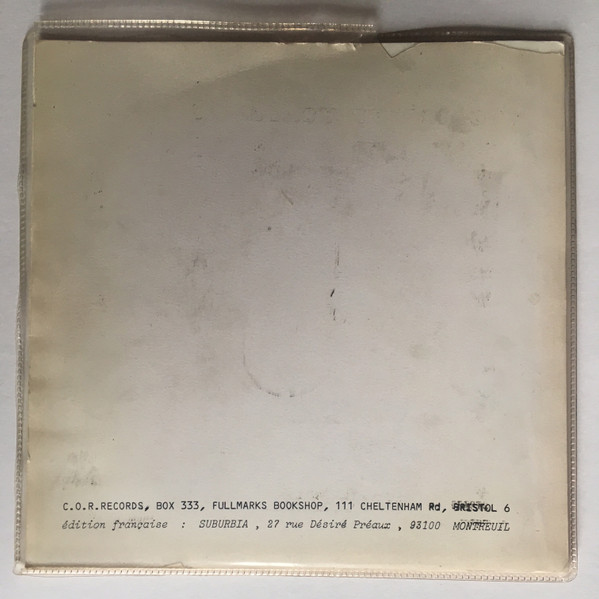 C.O.R.RECORDS, BOX 333, FULLMARKS BOOKSHOP, 111 CHELTENHAM Rd, BRISTOL 6
édition française : SUBURBIA , 27 rue Désiré Préaux , 93100 MONTREUIL